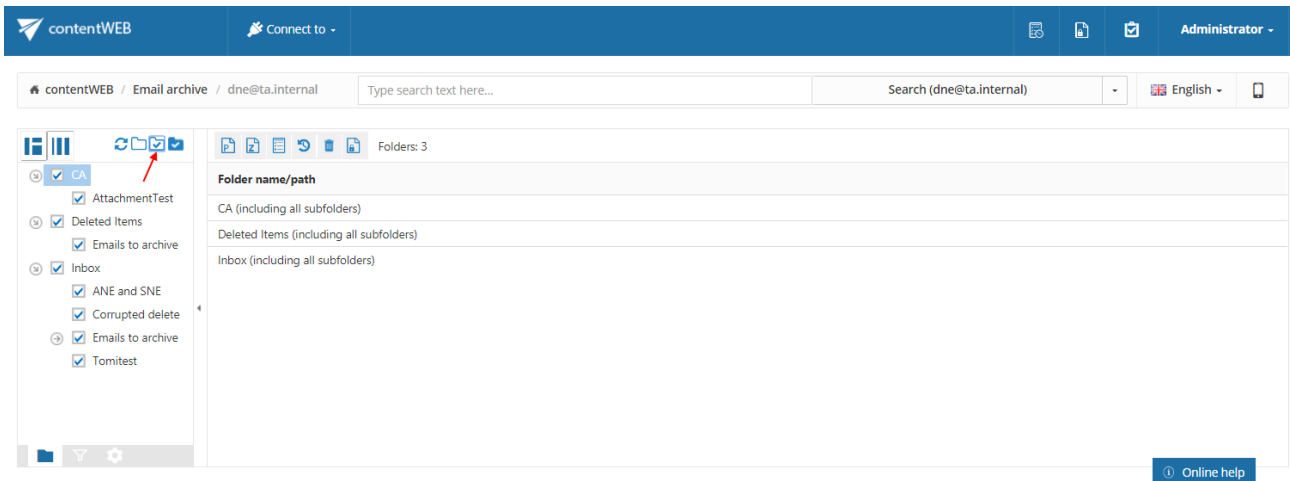 contentWEB
Connect to
Administrator
contentWEB / Email archive / dne@ta.internal
Type search text here...
Search (dne@ta.internal)
English
Folders: 3
CA
AttachmentTest
Deleted Items
Emails to archive
Inbox
ANE and SNE
Corrupted delete
Emails to archive
Tomitest
Folder name/path
CA (including all subfolders)
Deleted Items (including all subfolders)
Inbox (including all subfolders)
Online help